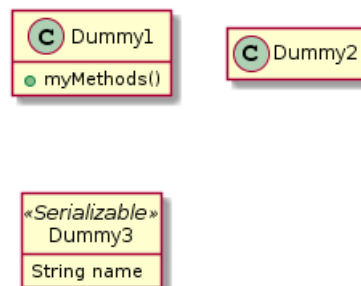 C Dummy1
myMethods()
C Dummy2
«Serializable»
Dummy3
String name